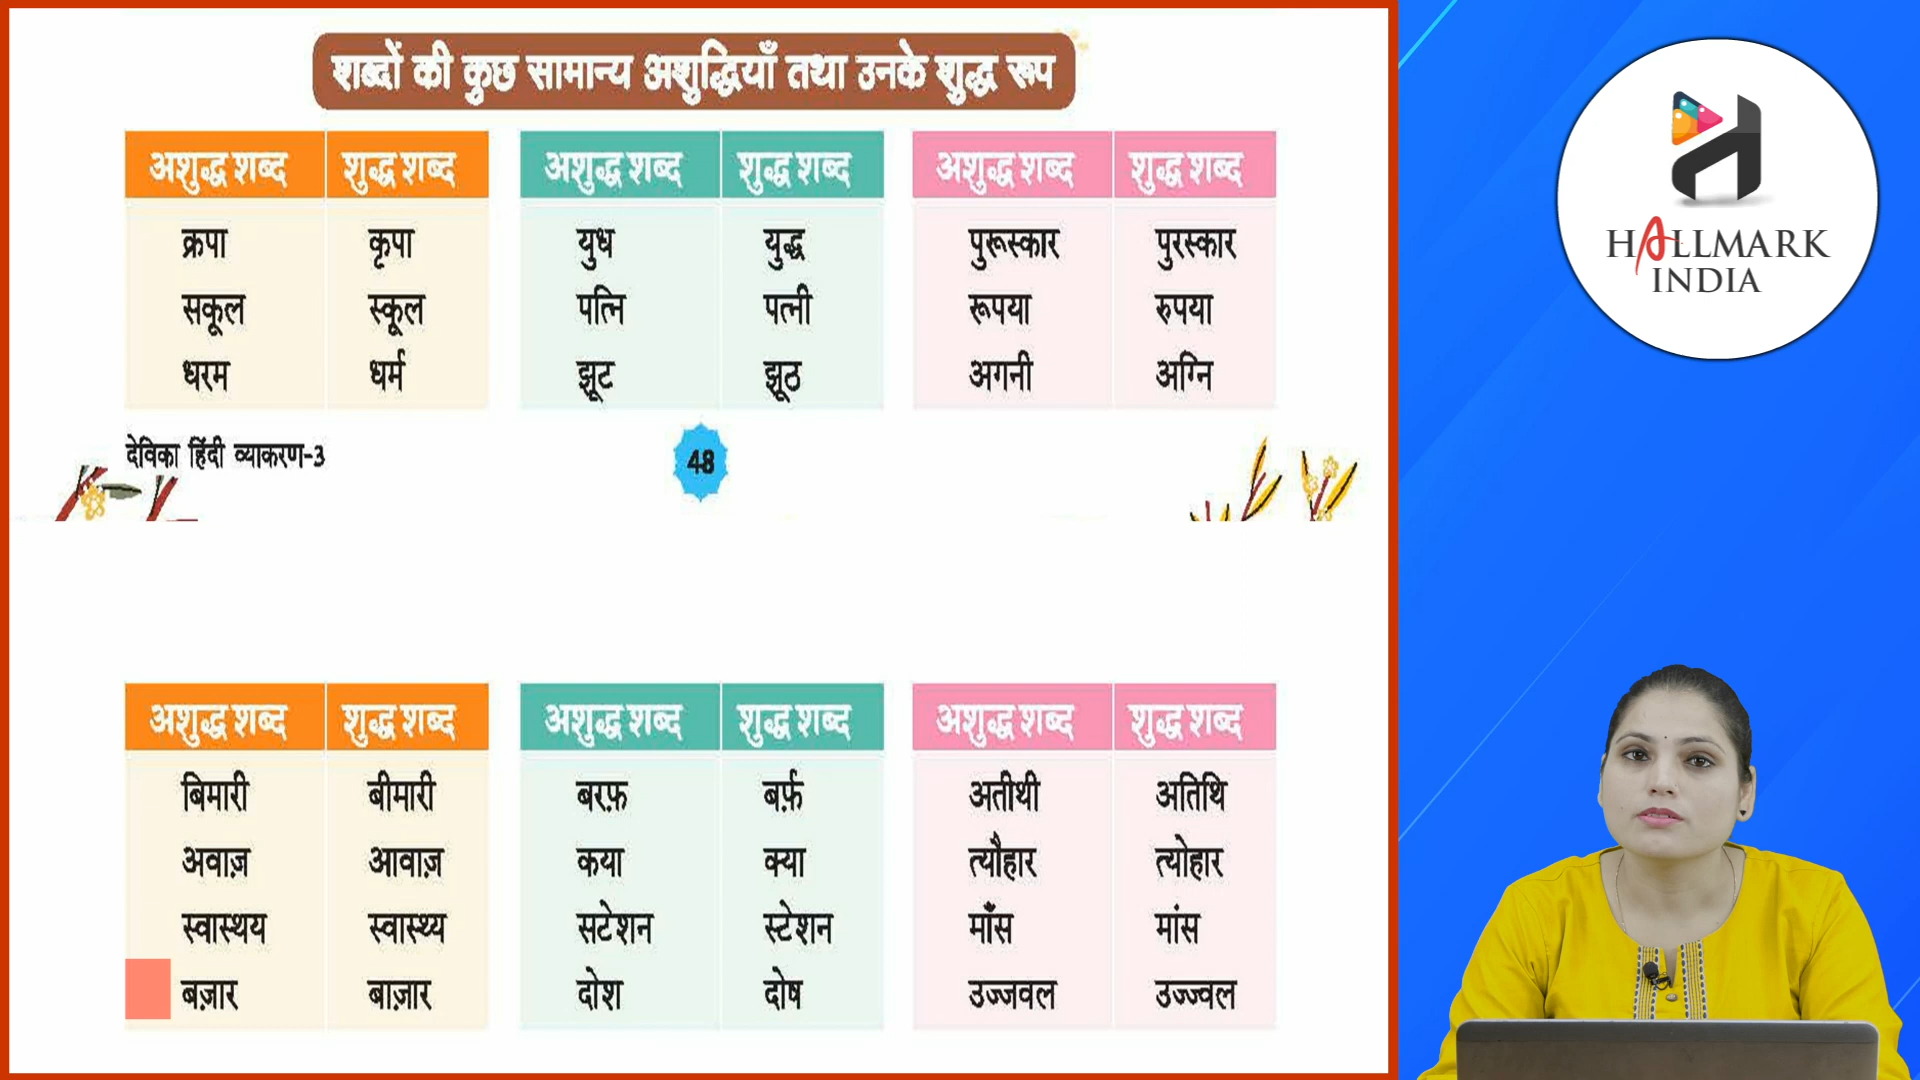 शब्दों की कुछ सामान्य अशुद्धियाँ तथा उनके शुद्ध रूप
अशुद्ध शब्द शुद्ध शब्द अशुद्ध शब्द शुद्ध शब्द अशुद्ध शब्द शुद्ध शब्द
क्रपा कृपा युध युद्ध पुरूस्कार पुरस्कार
सकूल स्कूल पत्नि पत्नी रूपया रुपया
धरम धर्म झूट झूठ अगनी अग्नि
देविका हिंदी व्याकरण-3 48
अशुद्ध शब्द शुद्ध शब्द अशुद्ध शब्द शुद्ध शब्द अशुद्ध शब्द शुद्ध शब्द
बिमारी बीमारी बरफ़ बर्फ़ अतीथी अतिथि
अवाज़ आवाज़ कया क्या त्यौहार त्योहार
स्वास्थय स्वास्थ्य सटेशन स्टेशन माँस मांस
बज़ार बाज़ार दोश दोष उज्जवल उज्ज्वल
HALLMARK
INDIA